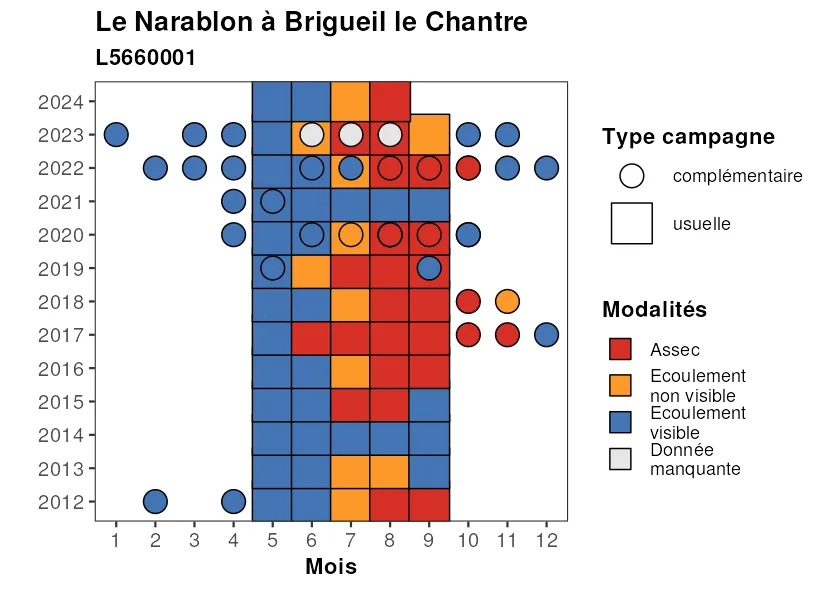 Le Narablon à Brigueil le Chantre
L5660001
2024
2023
2022
2021
2020
2019
2018
2017
2016
2015
2014
2013
2012
1 2 3 4 5 6 7 8 9 10 11 12
Mois
Type campagne
complémentaire
usuelle
Modalités
Assec
Ecoulement
non visible
Ecoulement
visible
Donnée
manquante